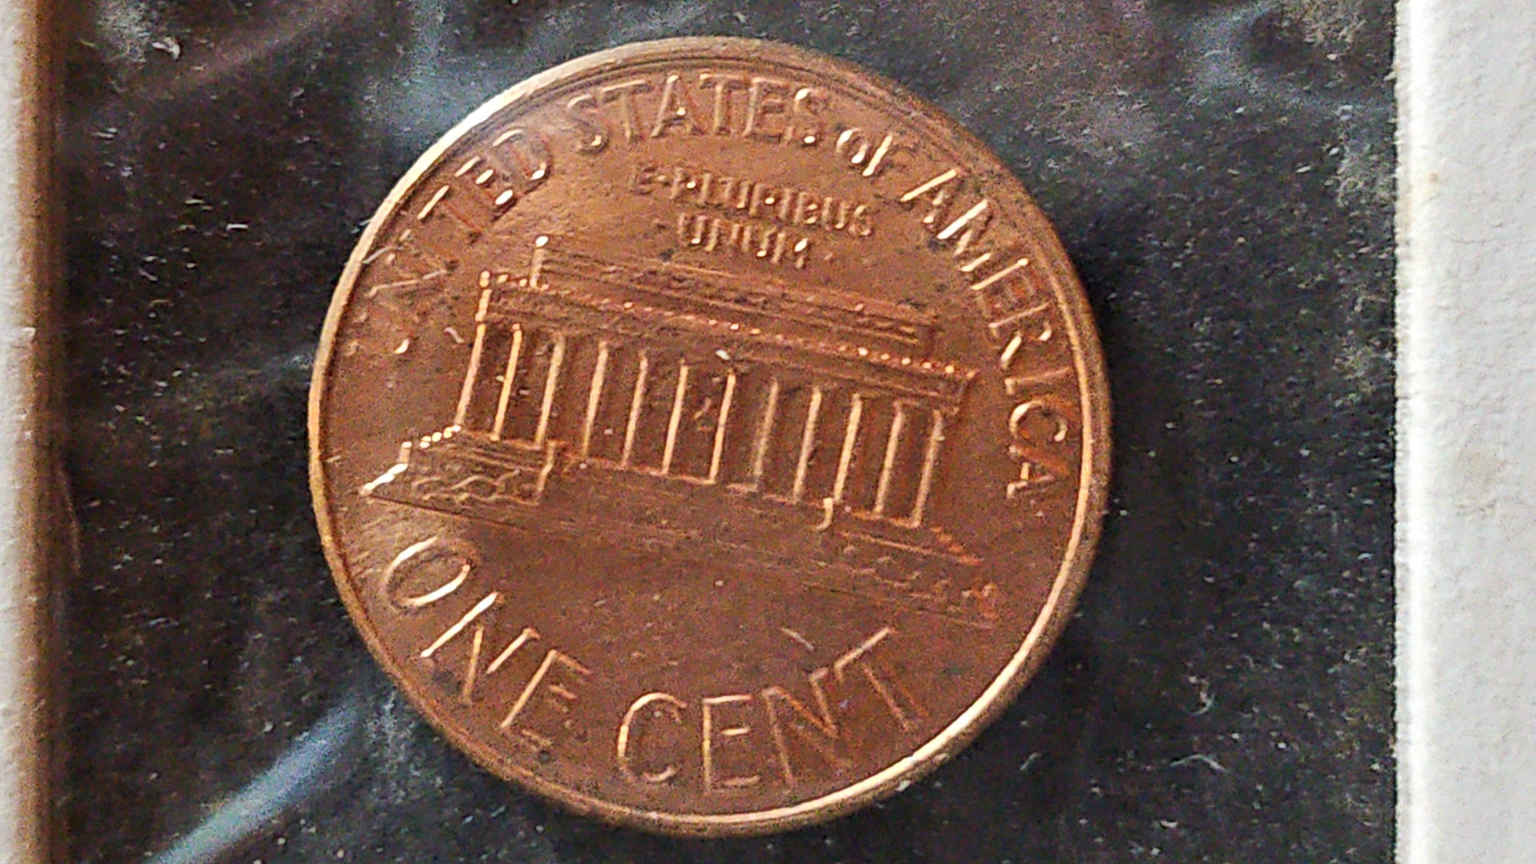 UNITED STATES OF AMERICA
E·PLURIBUS
UNUM
ONE CENT